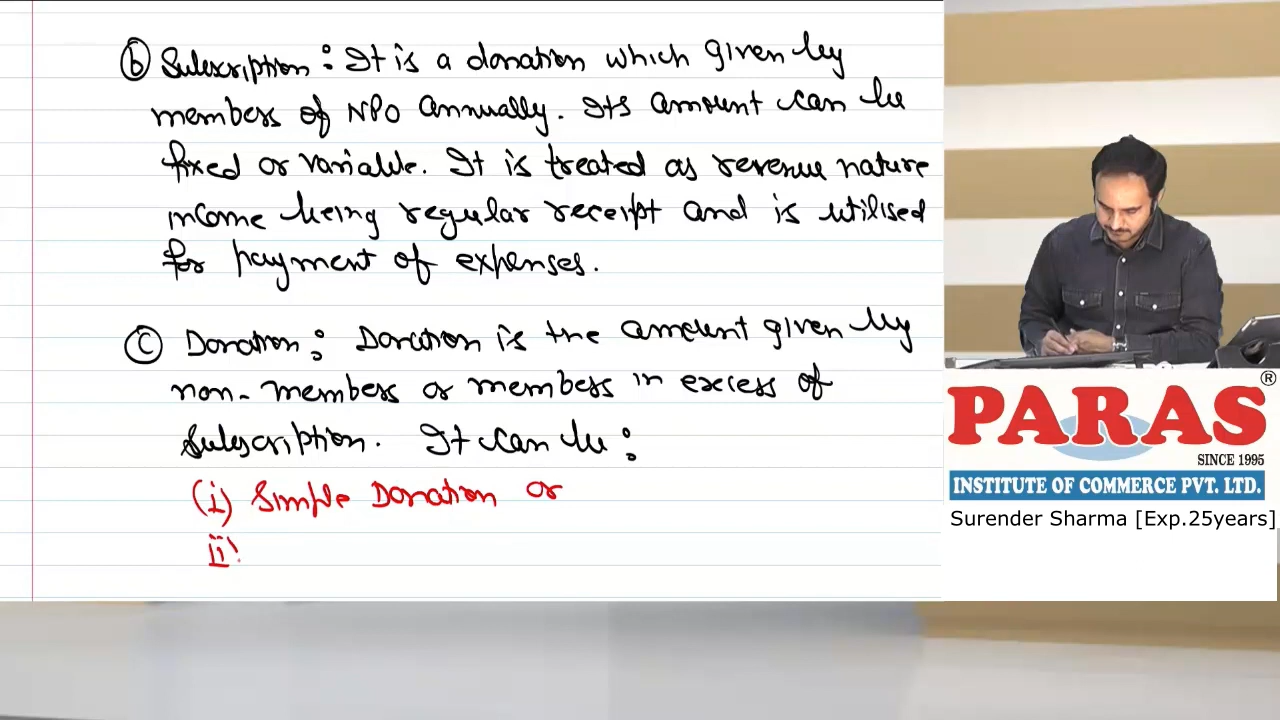 (b) Subscription : It is a donation which given by
members of NPO annually. Its amount can be
fixed or variable. It is treated as revenue nature
income being regular receipt and is utilised
for payment of expenses.
(c) Donation : Donation is the amount given by
non-members or members in excess of
subscription. It can be :
(i) Simple Donation or
(ii)
PARAS®
SINCE 1995
INSTITUTE OF COMMERCE PVT. LTD.
Surender Sharma [Exp.25years]